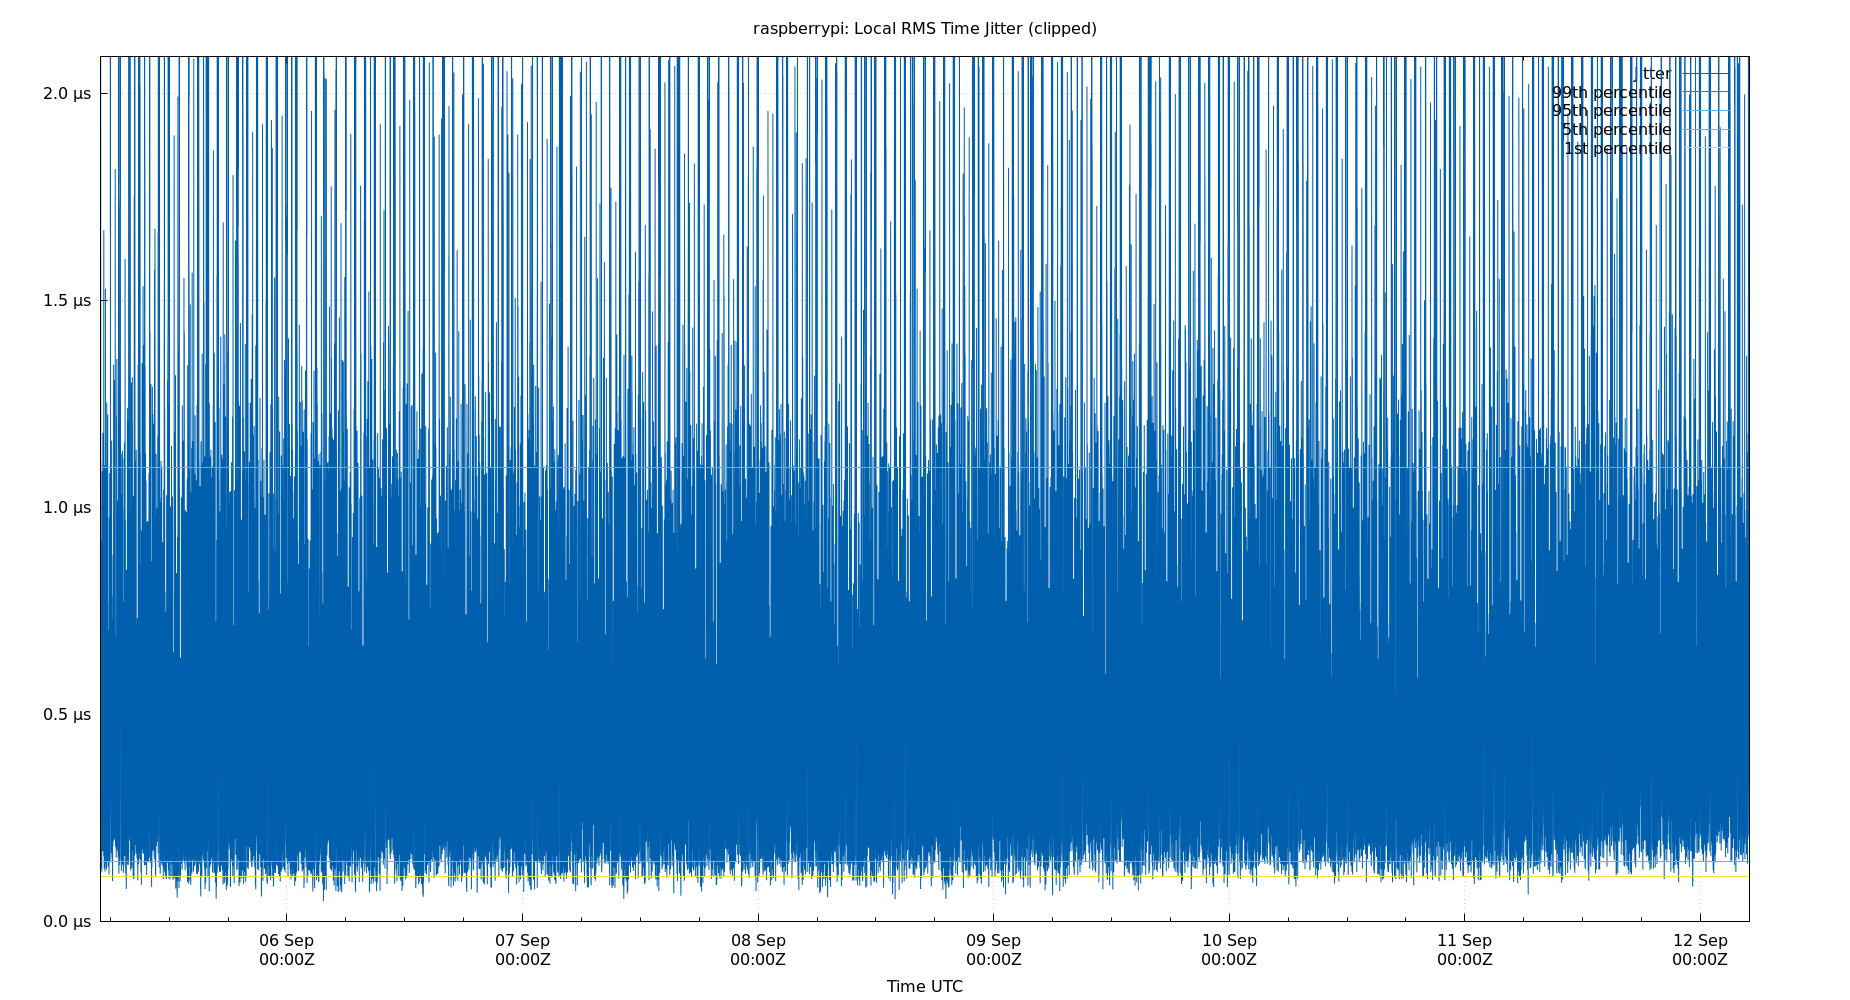 raspberrypi: Local RMS Time Jitter (clipped)
2.0 µs
1.5 µs
1.0 µs
0.5 µs
0.0 µs
Jitter
99th percentile
95th percentile
5th percentile
1st percentile
06 Sep
00:00Z
07 Sep
00:00Z
08 Sep
00:00Z
09 Sep
00:00Z
10 Sep
00:00Z
11 Sep
00:00Z
12 Sep
00:00Z
Time UTC